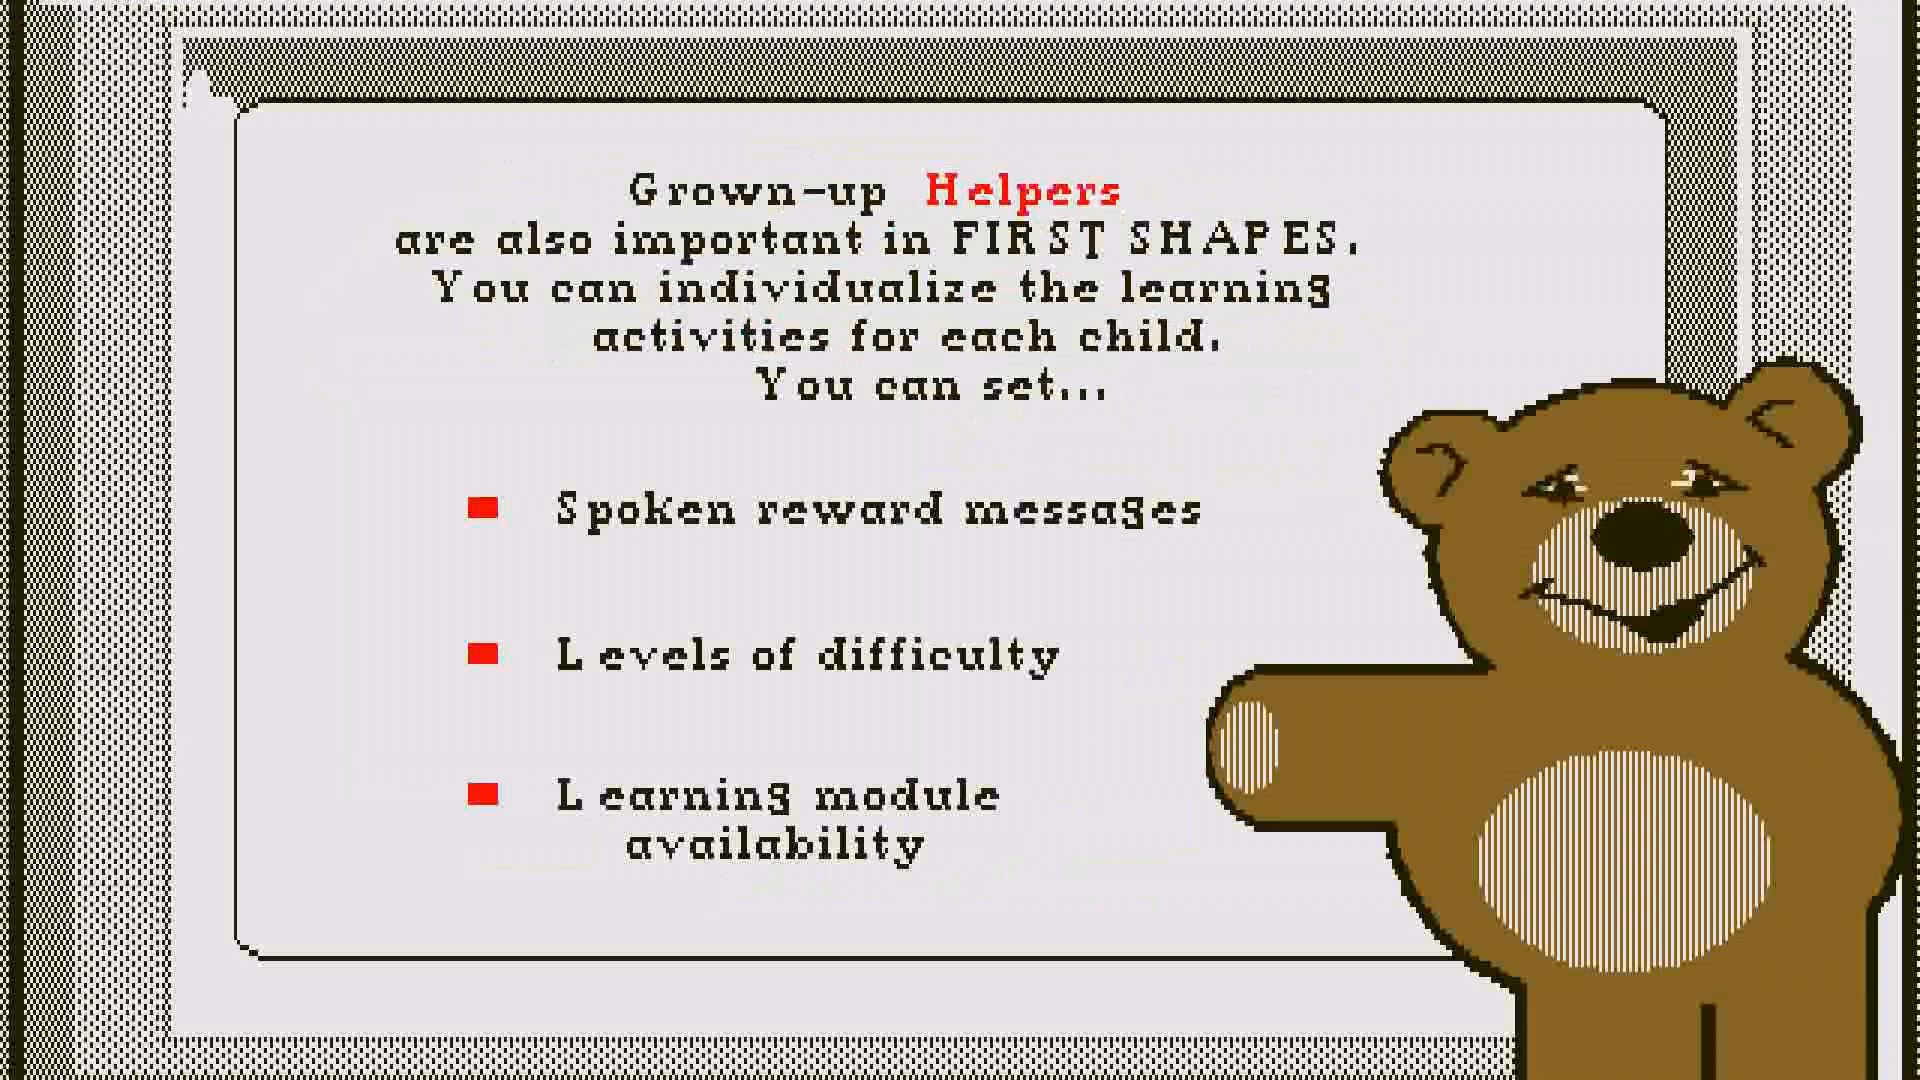 Grown-up Helpers
are also important in FIRST SHAPES.
You can individualize the learning
activities for each child.
You can set...
Spoken reward messages
Levels of difficulty
Learning module
availability